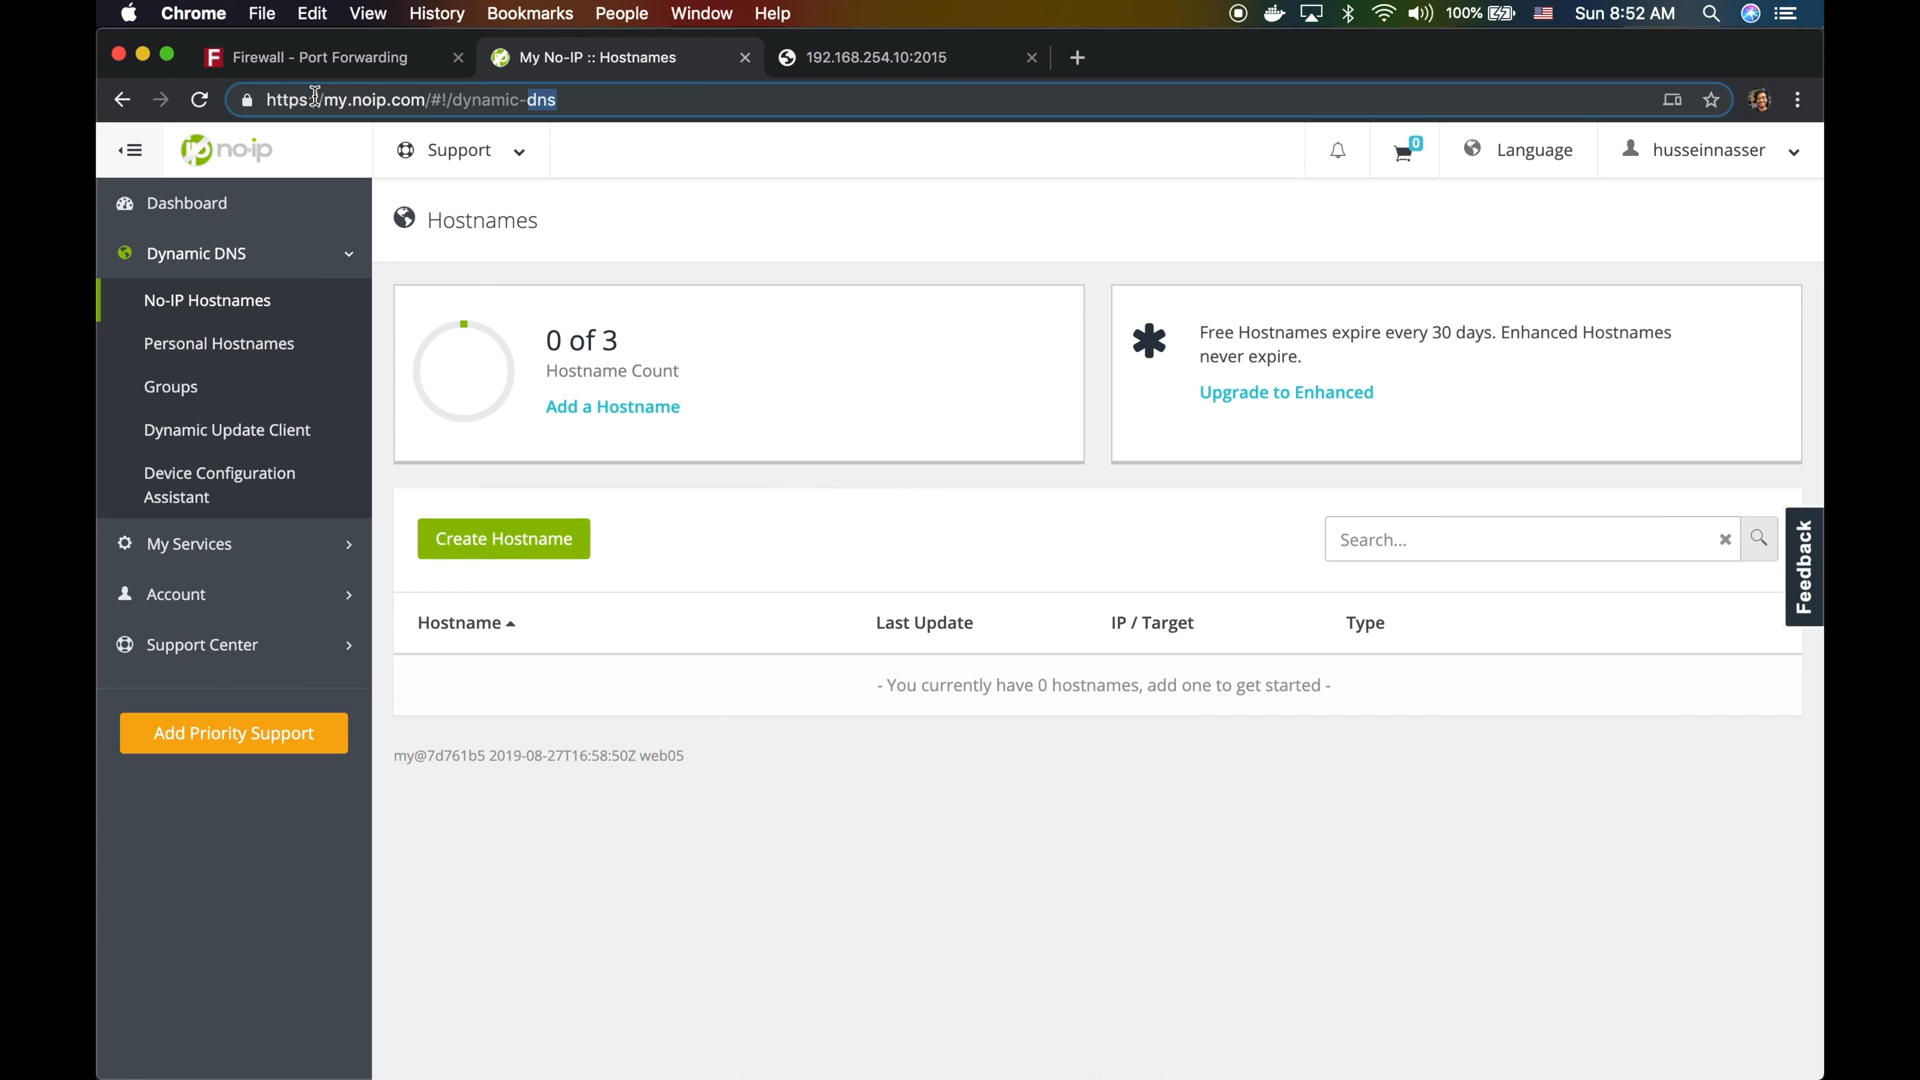 Chrome File Edit View History Bookmarks People Window Help 100% Sun 8:52 AM
Firewall - Port Forwarding My No-IP :: Hostnames 192.168.254.10:2015
https://my.noip.com/#!/dynamic-dns
no-ip Support 0 Language husseinnasser
Dashboard
Dynamic DNS
No-IP Hostnames
Personal Hostnames
Groups
Dynamic Update Client
Device Configuration
Assistant
My Services
Account
Support Center
Add Priority Support
Hostnames
0 of 3
Hostname Count
Add a Hostname
Free Hostnames expire every 30 days. Enhanced Hostnames
never expire.
Upgrade to Enhanced
Create Hostname
Search...
Feedback
Hostname Last Update IP / Target Type
- You currently have 0 hostnames, add one to get started -
my@7d761b5 2019-08-27T16:58:50Z web05